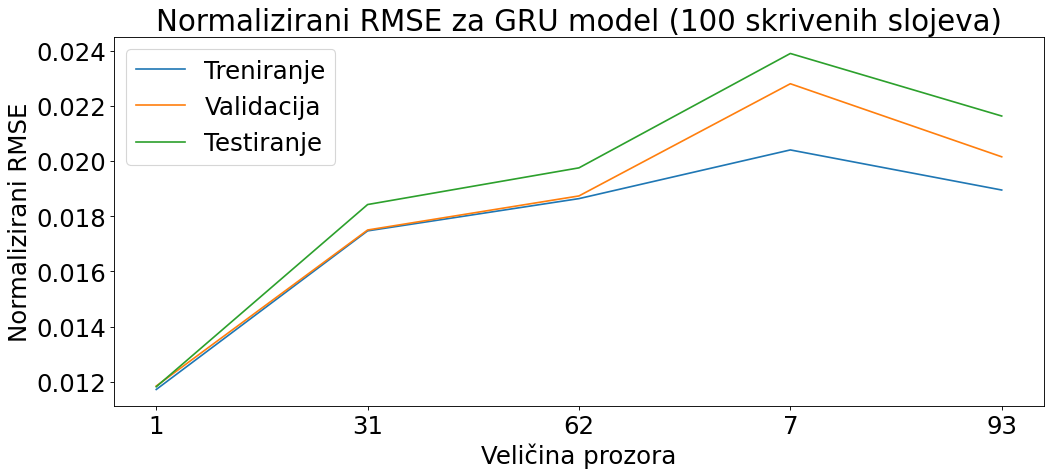 Normalizirani RMSE za GRU model (100 skrivenih slojeva)
Treniranje
Validacija
Testiranje
Normalizirani RMSE
0.024
0.022
0.020
0.018
0.016
0.014
0.012
1 31 62 7 93
Veličina prozora